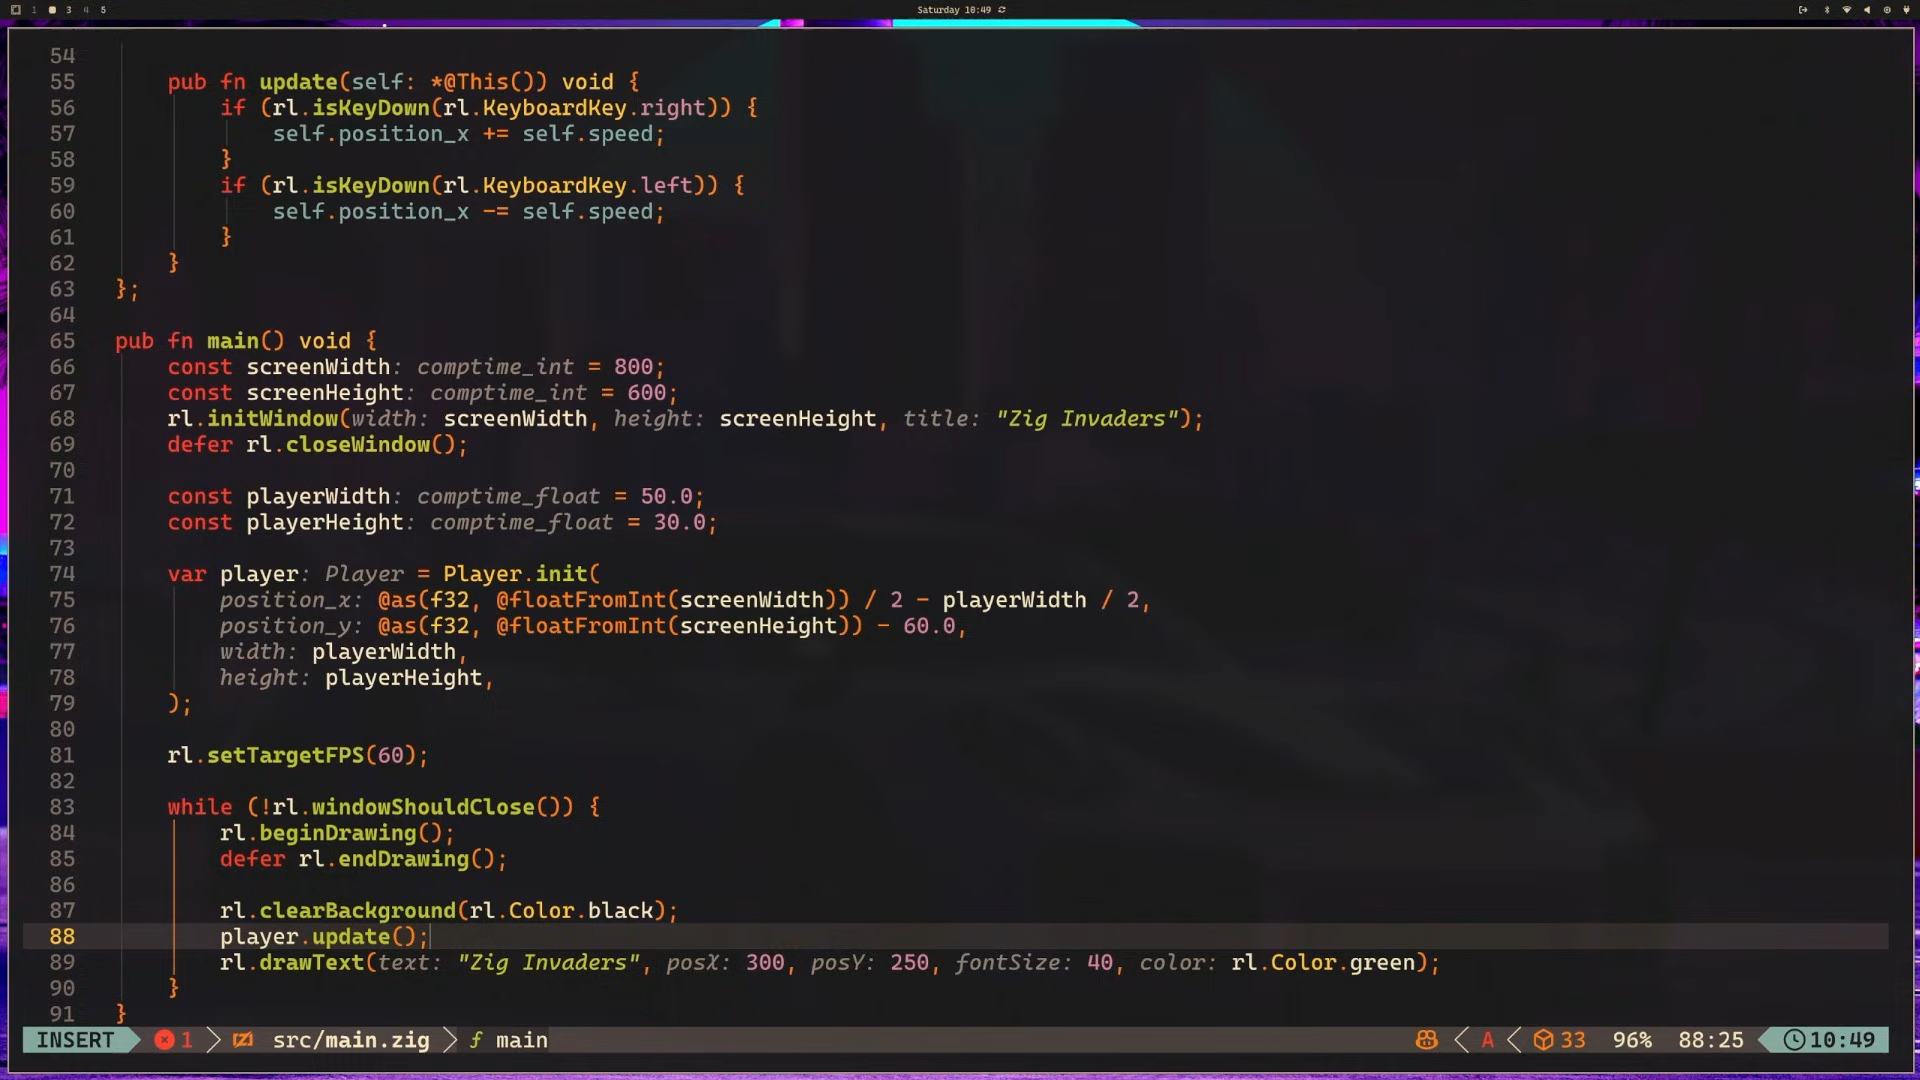 1 3 4 5 Saturday 10:49
54
55 pub fn update(self: *@This()) void {
56 if (rl.isKeyDown(rl.KeyboardKey.right)) {
57 self.position_x += self.speed;
58 }
59 if (rl.isKeyDown(rl.KeyboardKey.left)) {
60 self.position_x -= self.speed;
61 }
62 }
63 };
64
65 pub fn main() void {
66 const screenWidth: comptime_int = 800;
67 const screenHeight: comptime_int = 600;
68 rl.initWindow(width: screenWidth, height: screenHeight, title: "Zig Invaders");
69 defer rl.closeWindow();
70
71 const playerWidth: comptime_float = 50.0;
72 const playerHeight: comptime_float = 30.0;
73
74 var player: Player = Player.init(
75 position_x: @as(f32, @floatFromInt(screenWidth)) / 2 - playerWidth / 2,
76 position_y: @as(f32, @floatFromInt(screenHeight)) - 60.0,
77 width: playerWidth,
78 height: playerHeight,
79 );
80
81 rl.setTargetFPS(60);
82
83 while (!rl.windowShouldClose()) {
84 rl.beginDrawing();
85 defer rl.endDrawing();
86
87 rl.clearBackground(rl.Color.black);
88 player.update();
89 rl.drawText(text: "Zig Invaders", posX: 300, posY: 250, fontSize: 40, color: rl.Color.green);
90 }
91 }
INSERT 1 src/main.zig f main A 33 96% 88:25 10:49